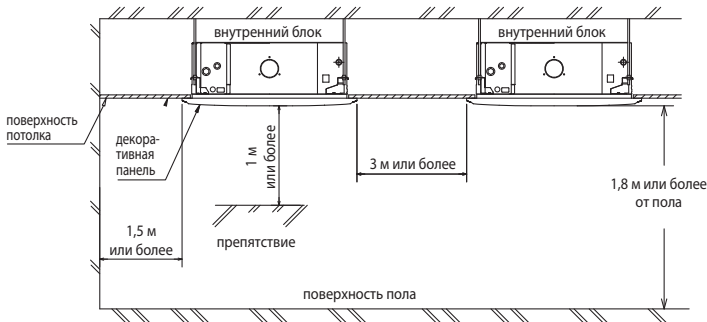 внутренний блок
внутренний блок
поверхность
потолка
декора-
тивная
панель
1 м
или более
3 м или более
1,8 м или более
от пола
1,5 м
или более
препятствие
поверхность пола